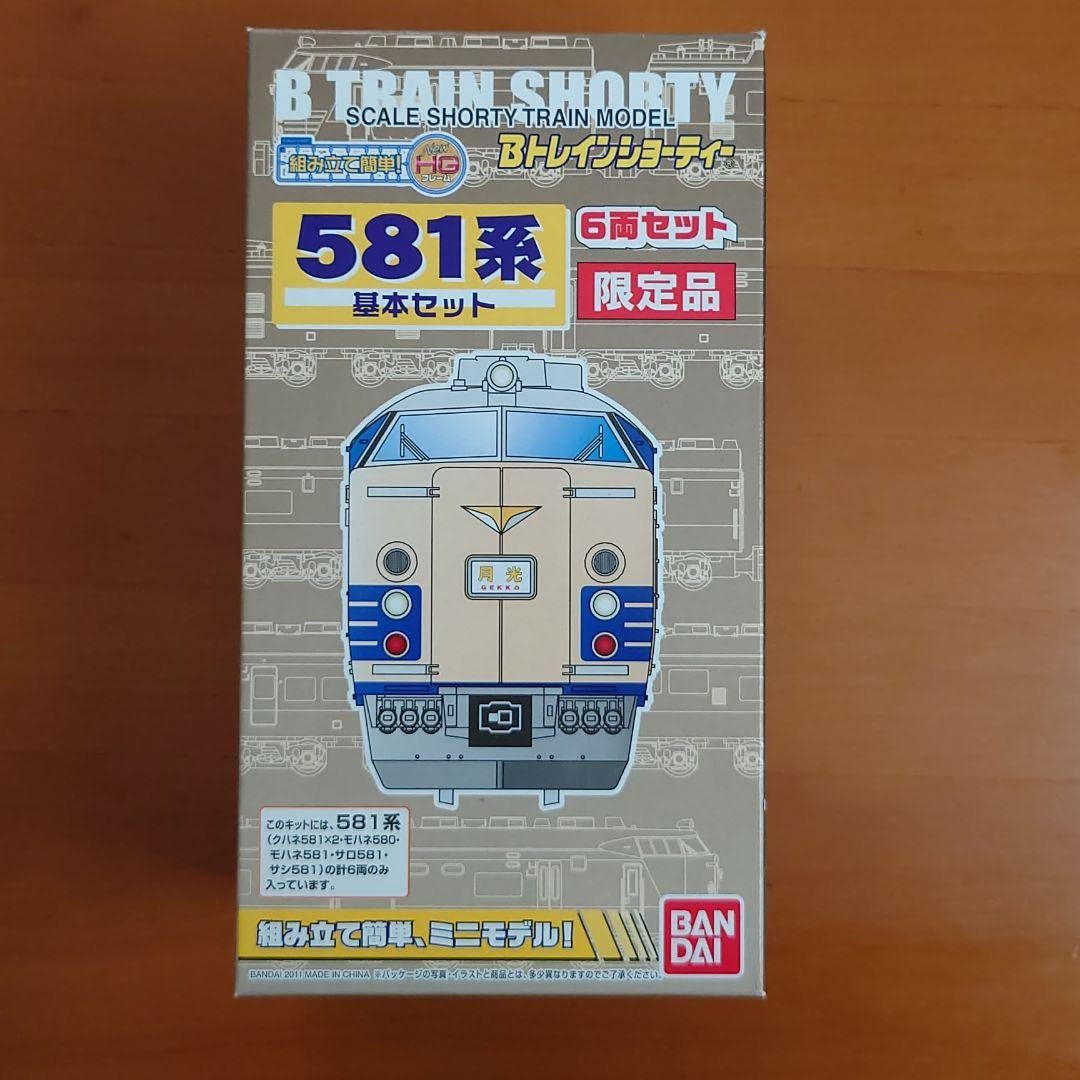 B TRAIN SHORTY
SCALE SHORTY TRAIN MODEL
組み立て簡単!
New
HG
フレーム
Bトレインショーティー
581系
基本セット
6両セット
限定品
月光
GEKKO
このキットには、581系
(クハネ581×2・モハネ580・
モハネ581・サロ581・
サシ581)の計6両のみ
入っています。
組み立て簡単、ミニモデル!
BAN
DAI
BANDAI 2011 MADE IN CHINA ※パッケージの写真・イラストと商品とは、多少異なりますのでご了承ください。